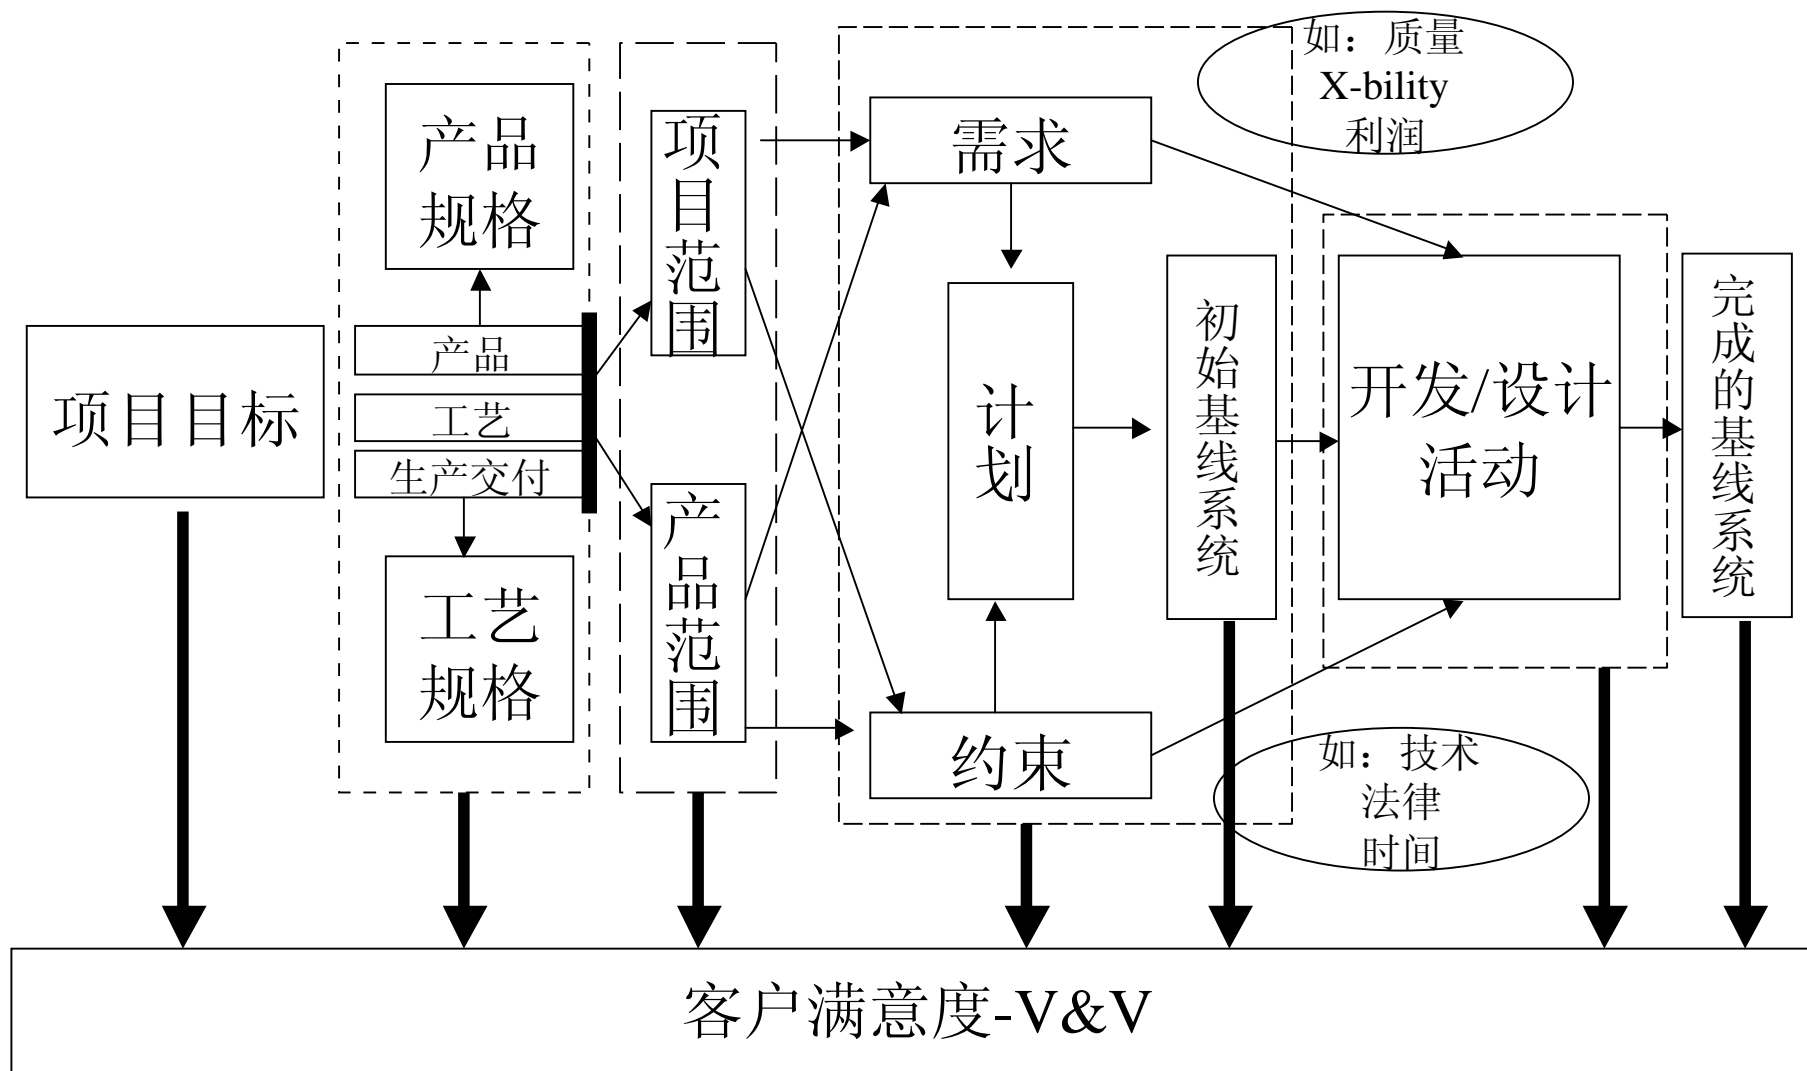 项目目标
产品
规格
产品
工艺
生产交付
工艺
规格
项
目
范
围
产
品
范
围
需求
计
划
约束
初
始
基
线
系
统
如：质量
X-bility
利润
开发/设计
活动
如：技术
法律
时间
完
成
的
基
线
系
统
客户满意度-V&V